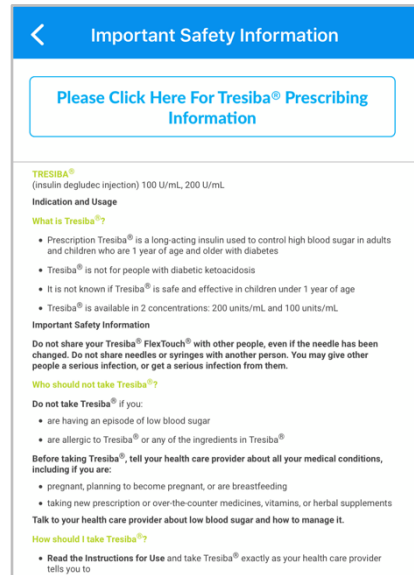 Important Safety Information
Please Click Here For Tresiba® Prescribing
Information
TRESIBA®
(insulin degludec injection) 100 U/mL, 200 U/mL
Indication and Usage
What is Tresiba®?
• Prescription Tresiba® is a long-acting insulin used to control high blood sugar in adults
and children who are 1 year of age and older with diabetes
• Tresiba® is not for people with diabetic ketoacidosis
• It is not known if Tresiba® is safe and effective in children under 1 year of age
• Tresiba® is available in 2 concentrations: 200 units/mL and 100 units/mL
Important Safety Information
Do not share your Tresiba® FlexTouch® with other people, even if the needle has been
changed. Do not share needles or syringes with another person. You may give other
people a serious infection, or get a serious infection from them.
Who should not take Tresiba®?
Do not take Tresiba® if you:
• are having an episode of low blood sugar
• are allergic to Tresiba® or any of the ingredients in Tresiba®
Before taking Tresiba®, tell your health care provider about all your medical conditions,
including if you are:
• pregnant, planning to become pregnant, or are breastfeeding
• taking new prescription or over-the-counter medicines, vitamins, or herbal supplements
Talk to your health care provider about low blood sugar and how to manage it.
How should I take Tresiba®?
• Read the Instructions for Use and take Tresiba® exactly as your health care provider
tells you to